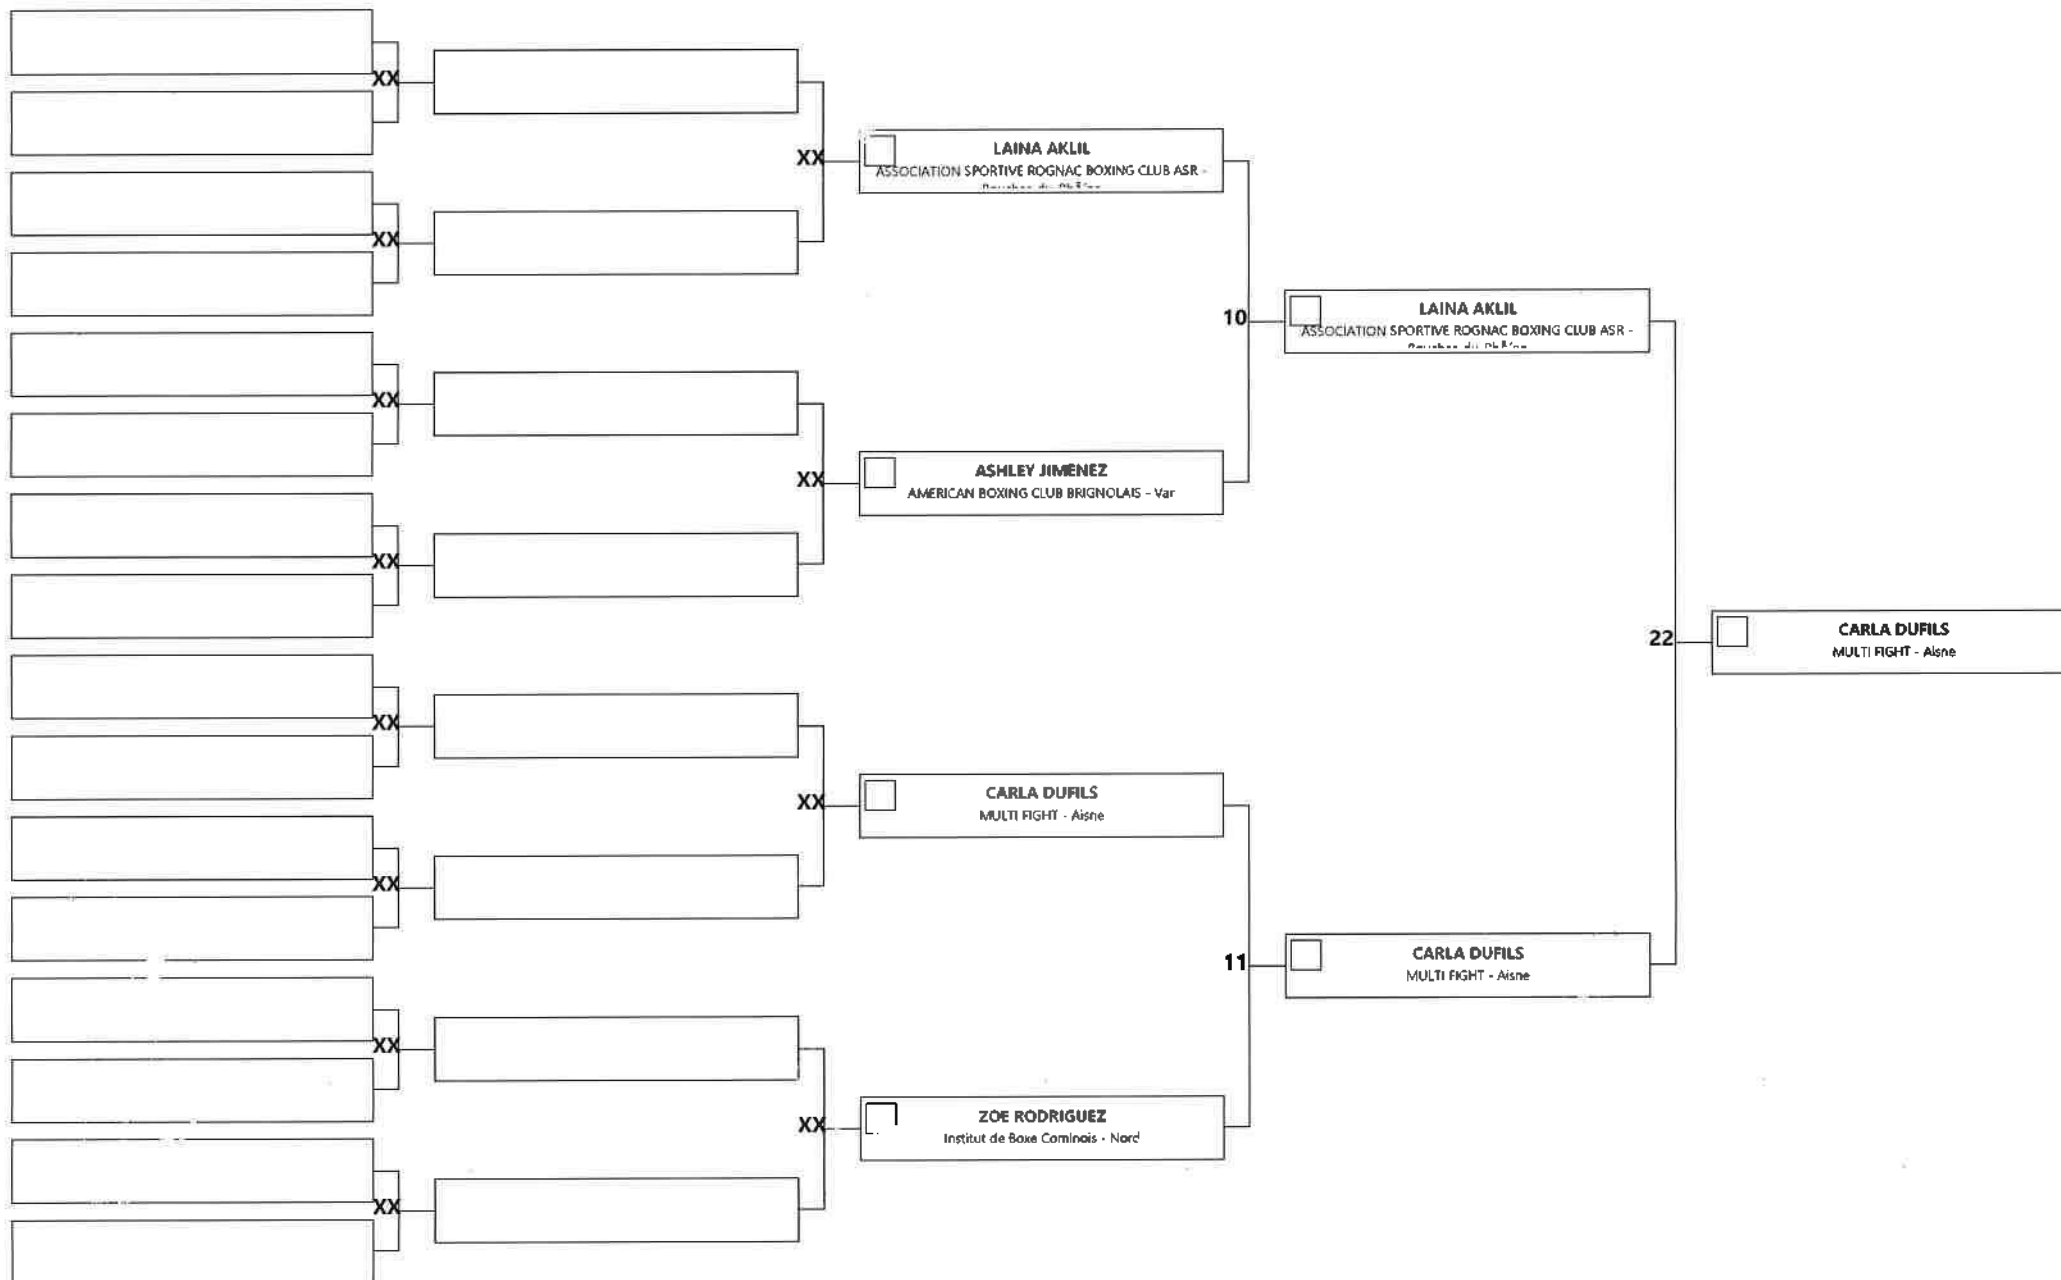 XX
XX
LAINA AKLIL
ASSOCIATION SPORTIVE ROGNAC BOXING CLUB ASR -
XX
10
LAINA AKLIL
ASSOCIATION SPORTIVE ROGNAC BOXING CLUB ASR -
XX
XX
ASHLEY JIMENEZ
AMERICAN BOXING CLUB BRIGNOLAIS - Var
XX
22
CARLA DUFILS
MULTI FIGHT - Aisne
XX
XX
CARLA DUFILS
MULTI FIGHT - Aisne
XX
11
CARLA DUFILS
MULTI FIGHT - Aisne
XX
XX
ZOE RODRIGUEZ
Institut de Boxe Cominois - Nord
XX